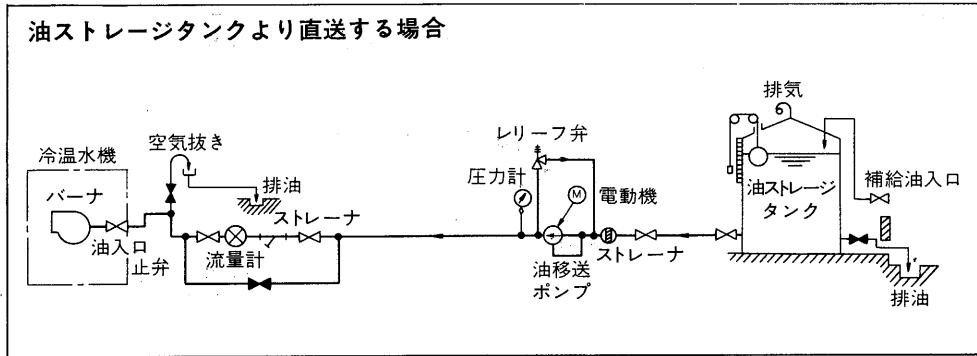 油ストレージタンクより直送する場合
排気
空気抜き
レリーフ弁
冷温水機
圧力計
電動機
補給油入口
バーナ
排油
ストレーナ
M
油ストレージ
タンク
油入口
止弁
流量計
油移送
ポンプ
ストレーナ
排油